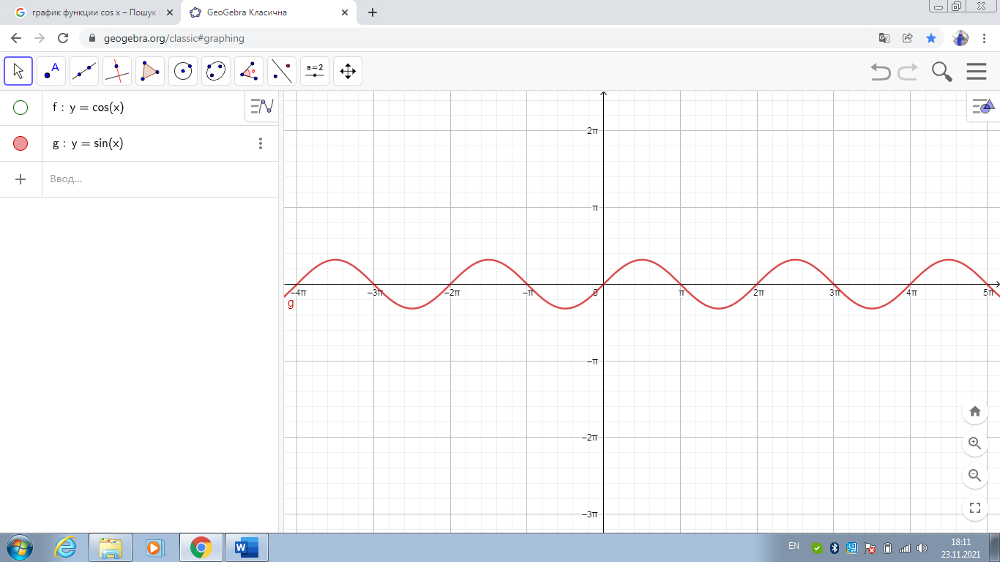 график функции cos x – Пошук
GeoGebra Класична
geogebra.org/classic#graphing
A
a = 2
f : y = cos(x)
g : y = sin(x)
Ввод...
2π
π
−4π −3π −2π −π 0 π 2π 3π 4π 5π
g
−π
−2π
−3π
W
EN
18:11
23.11.2021